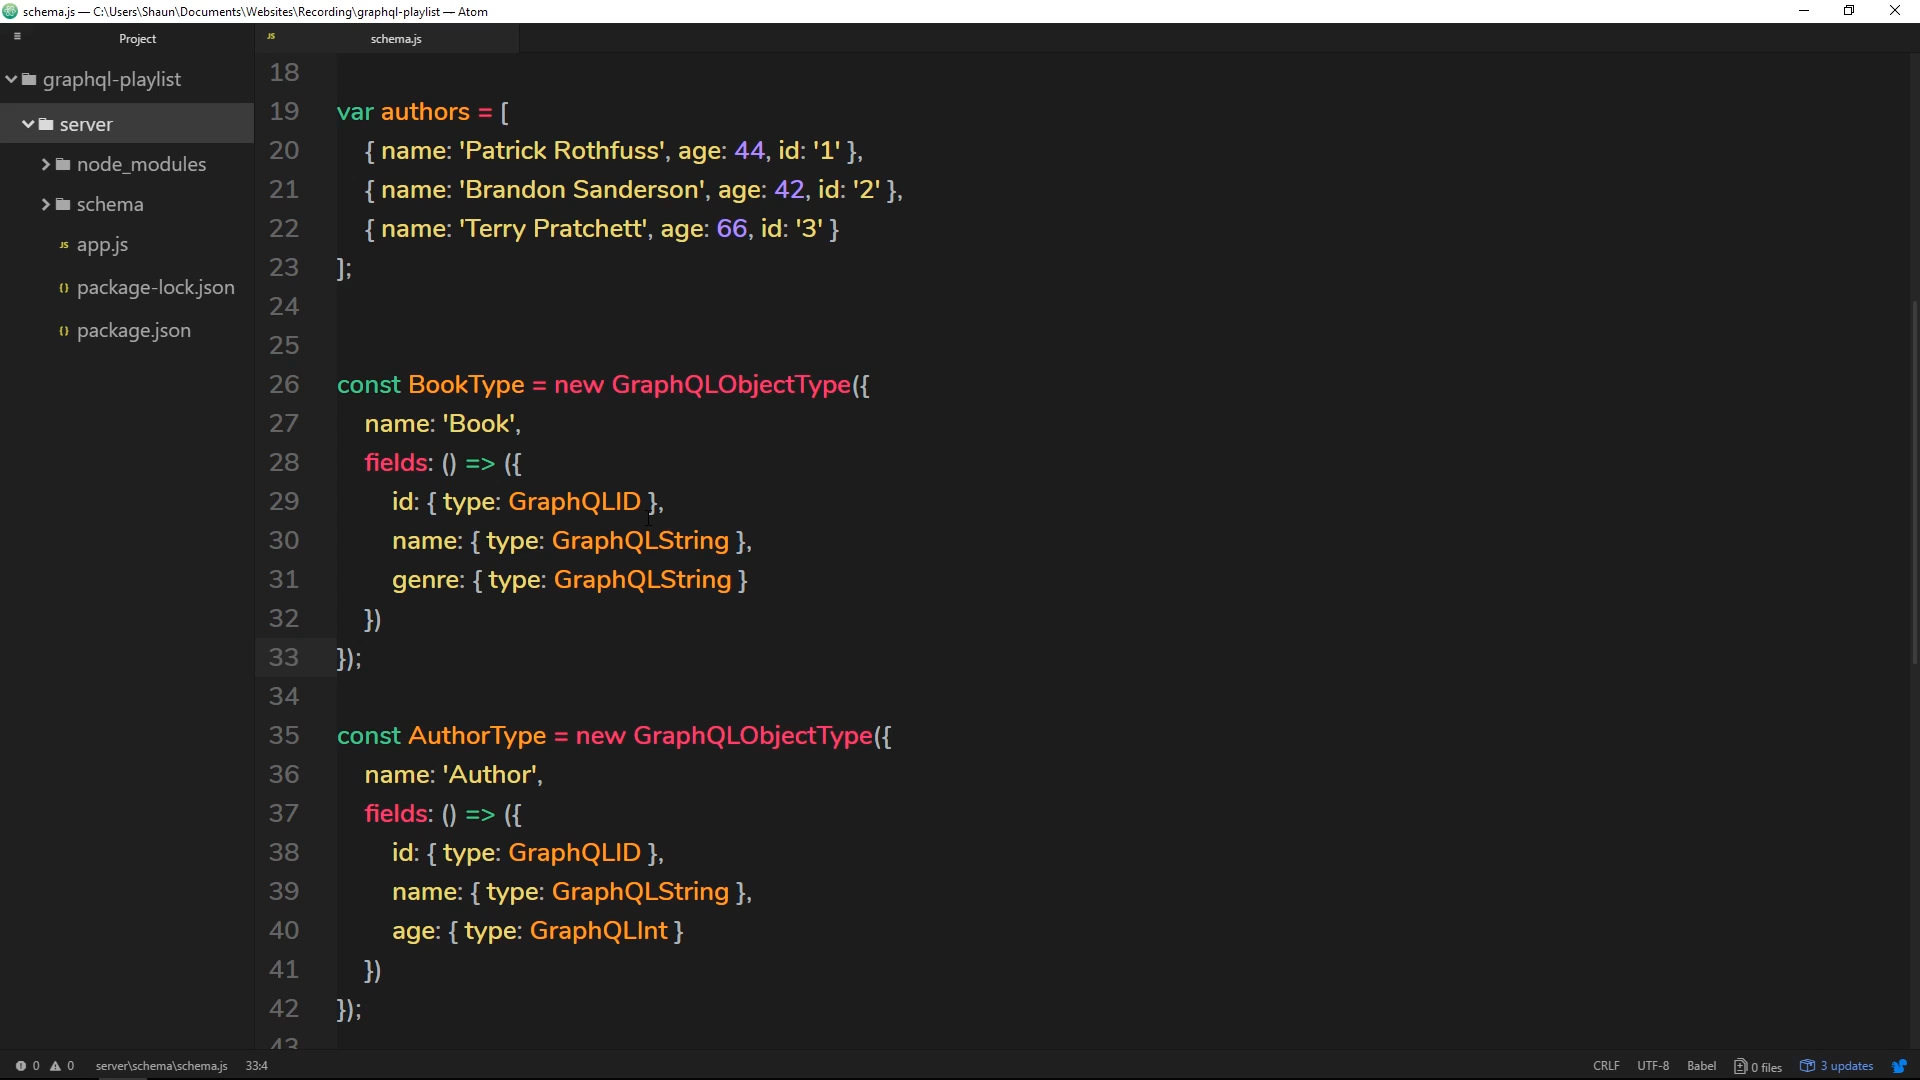 schema.js — C:\Users\Shaun\Documents\Websites\Recording\graphql-playlist — Atom
Project
schema.js
graphql-playlist
server
node_modules
schema
app.js
package-lock.json
package.json
18
19 var authors = [
20 { name: 'Patrick Rothfuss', age: 44, id: '1' },
21 { name: 'Brandon Sanderson', age: 42, id: '2' },
22 { name: 'Terry Pratchett', age: 66, id: '3' }
23 ];
24
25
26 const BookType = new GraphQLObjectType({
27 name: 'Book',
28 fields: () => ({
29 id: { type: GraphQLID },
30 name: { type: GraphQLString },
31 genre: { type: GraphQLString }
32 })
33 });
34
35 const AuthorType = new GraphQLObjectType({
36 name: 'Author',
37 fields: () => ({
38 id: { type: GraphQLID },
39 name: { type: GraphQLString },
40 age: { type: GraphQLInt }
41 })
42 });
43
0 0 server\schema\schema.js 33:4 CRLF UTF-8 Babel 0 files 3 updates